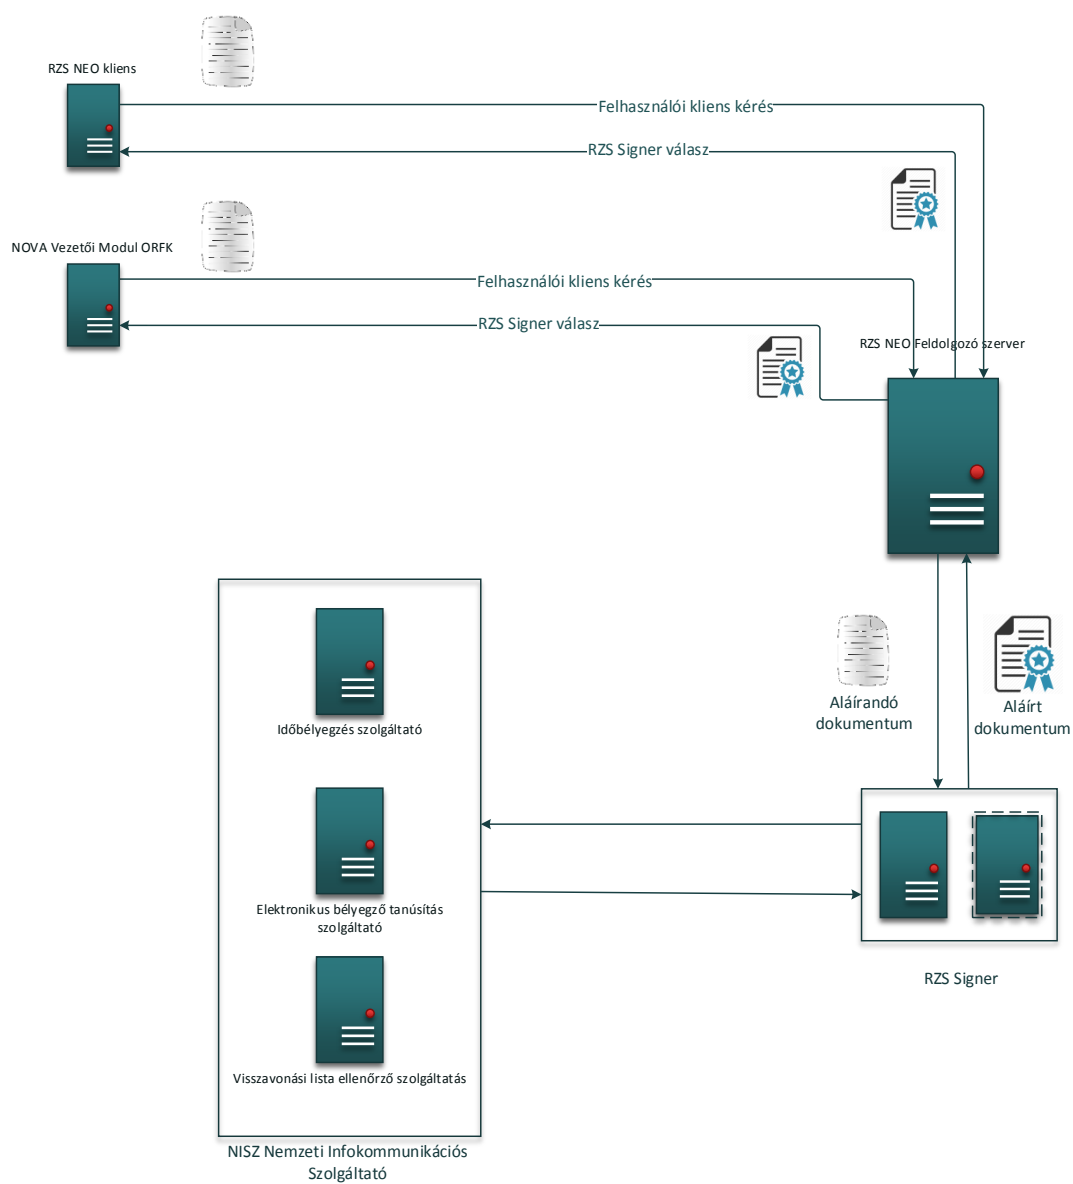 RZS NEO kliens
Felhasználói kliens kérés
RZS Signer válasz
NOVA Vezetői Modul ORFK
Felhasználói kliens kérés
RZS Signer válasz
RZS NEO Feldolgozó szerver
Aláírandó
dokumentum
Aláírt
dokumentum
Időbélyegzés szolgáltató
Elektronikus bélyegző tanúsítás
szolgáltató
RZS Signer
Visszavonási lista ellenőrző szolgáltatás
NISZ Nemzeti Infokommunikációs
Szolgáltató